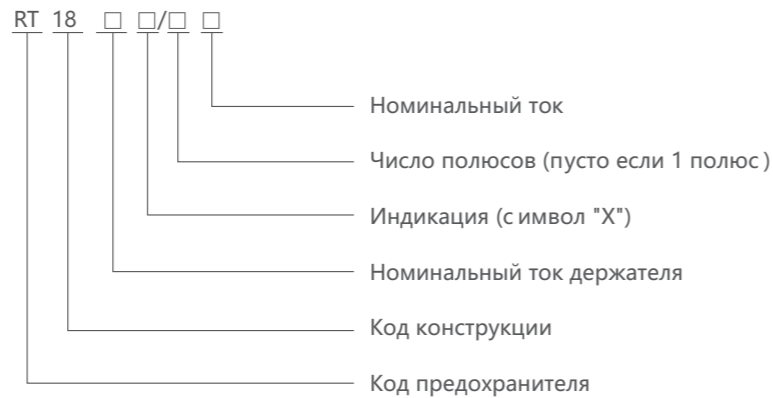 RT 18 □ □/□ □
Номинальный ток
Число полюсов (пусто если 1 полюс )
Индикация (с имвол "X")
Номинальный ток держателя
Код конструкции
Код предохранителя